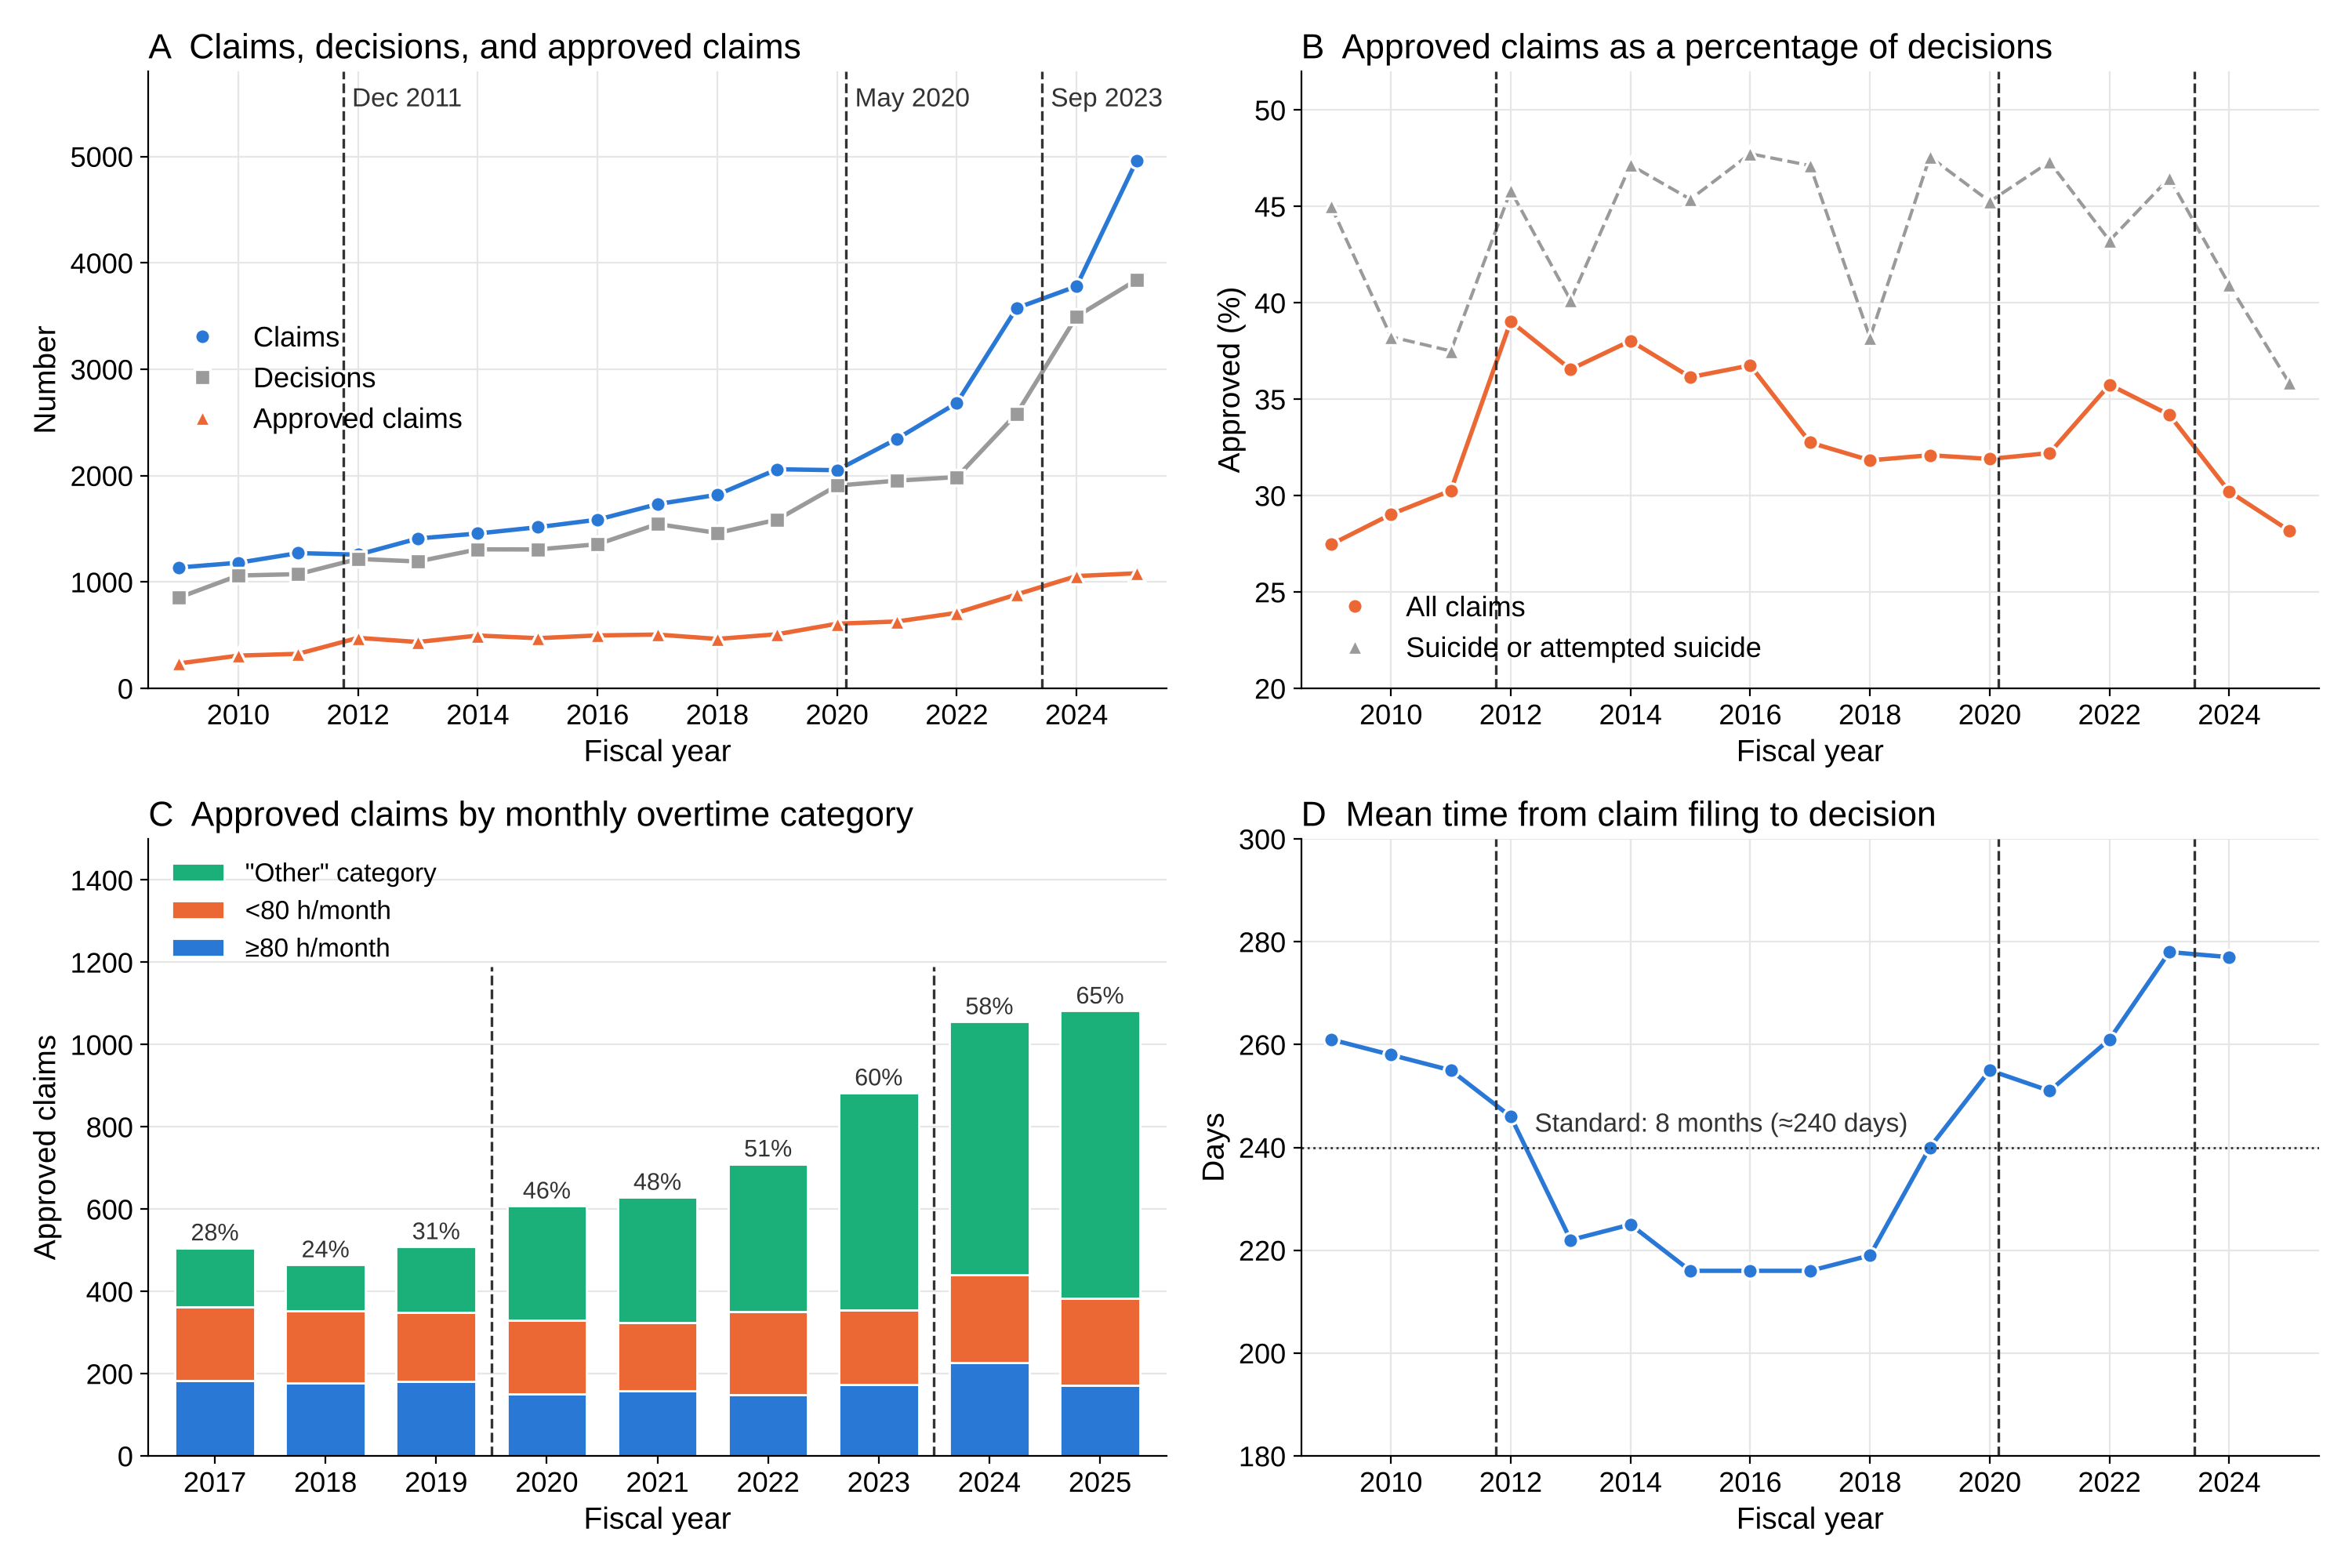 A  Claims, decisions, and approved claims
Dec 2011
May 2020
Sep 2023
5000
4000
3000
2000
1000
0
Number
Claims
Decisions
Approved claims
2010 2012 2014 2016 2018 2020 2022 2024
Fiscal year
B  Approved claims as a percentage of decisions
50
45
40
35
30
25
20
Approved (%)
All claims
Suicide or attempted suicide
2010 2012 2014 2016 2018 2020 2022 2024
Fiscal year
C  Approved claims by monthly overtime category
"Other" category
<80 h/month
≥80 h/month
1400
1200
1000
800
600
400
200
0
Approved claims
28% 24% 31% 46% 48% 51% 60% 58% 65%
2017 2018 2019 2020 2021 2022 2023 2024 2025
Fiscal year
D  Mean time from claim filing to decision
300
280
260
240
220
200
180
Days
Standard: 8 months (≈240 days)
2010 2012 2014 2016 2018 2020 2022 2024
Fiscal year